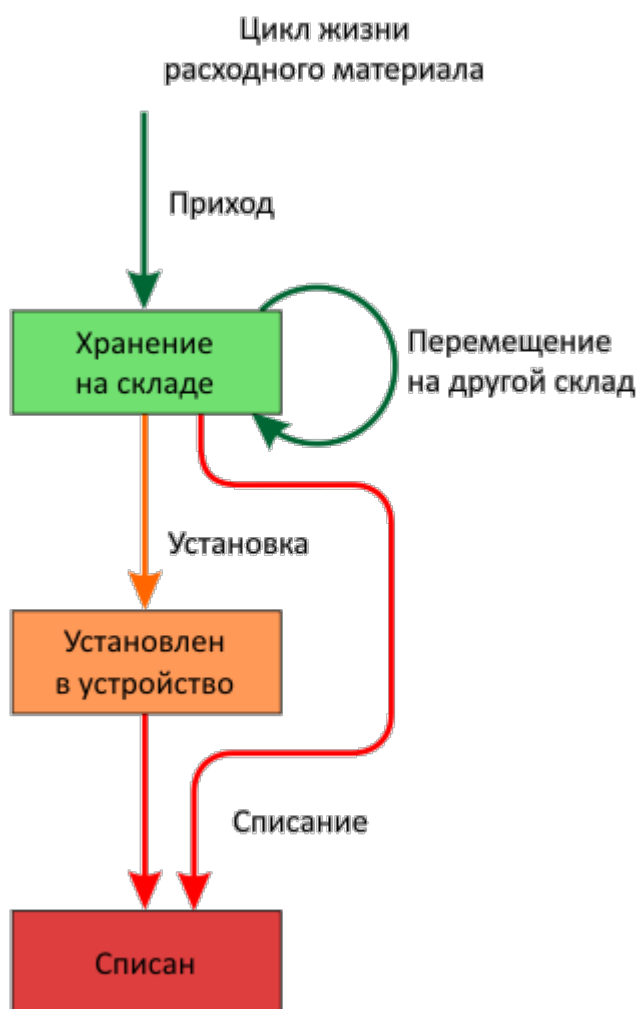 Цикл жизни
расходного материала
Приход
Хранение
на складе
Перемещение
на другой склад
Установка
Установлен
в устройство
Списание
Списан